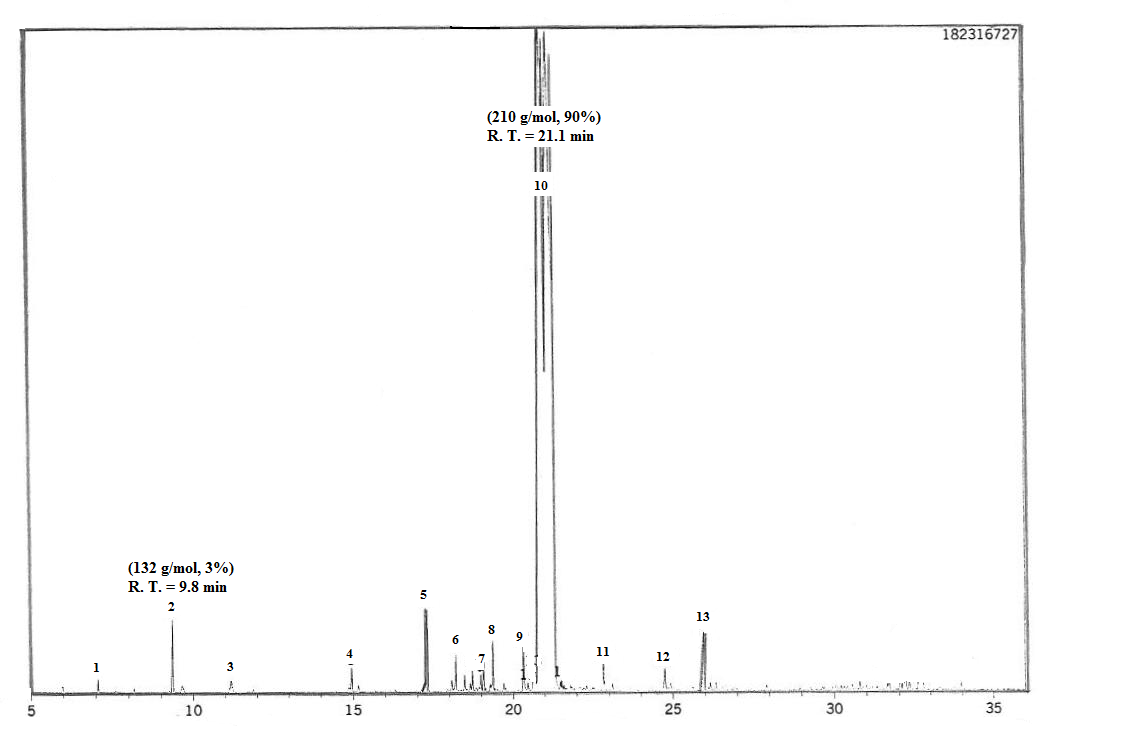 182316727
(210 g/mol, 90%)
R. T. = 21.1 min
10
(132 g/mol, 3%)
R. T. = 9.8 min
2
5
13
8
9
6
7
4
11
12
1
3
5 10 15 20 25 30 35